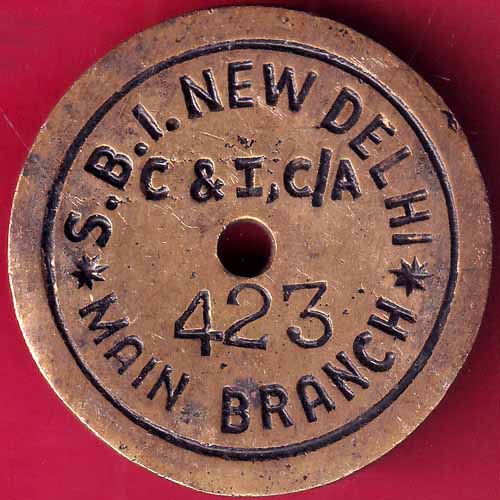 S.B.I. NEW DELHI
C & I, C/A
423
MAIN BRANCH